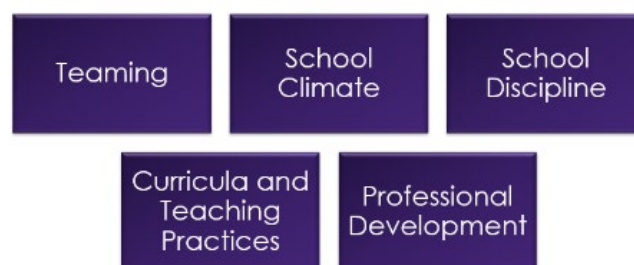 Teaming
School
Climate
School
Discipline
Curricula and
Teaching
Practices
Professional
Development